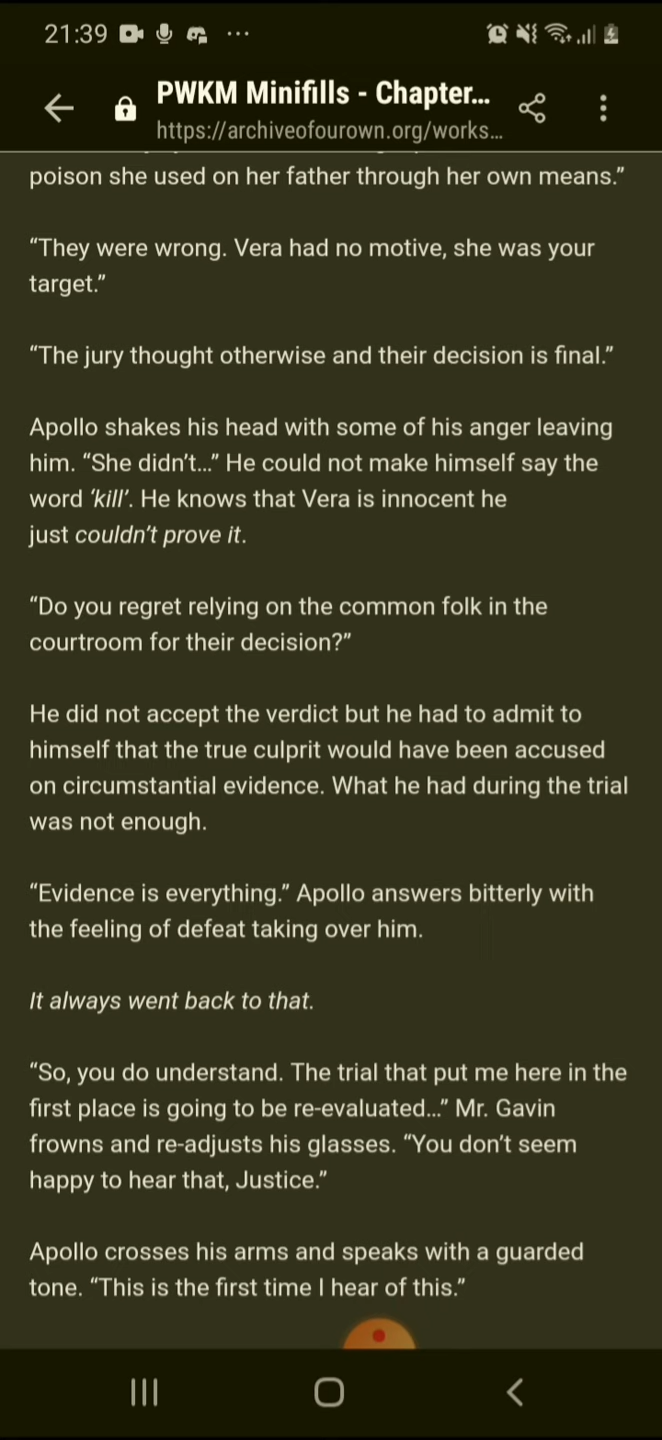 21:39
PWKM Minifills - Chapter...
https://archiveofourown.org/works...
poison she used on her father through her own means.”
“They were wrong. Vera had no motive, she was your
target.”
“The jury thought otherwise and their decision is final.”
Apollo shakes his head with some of his anger leaving
him. “She didn’t…” He could not make himself say the
word ‘kill’. He knows that Vera is innocent he
just couldn’t prove it.
“Do you regret relying on the common folk in the
courtroom for their decision?”
He did not accept the verdict but he had to admit to
himself that the true culprit would have been accused
on circumstantial evidence. What he had during the trial
was not enough.
“Evidence is everything.” Apollo answers bitterly with
the feeling of defeat taking over him.
It always went back to that.
“So, you do understand. The trial that put me here in the
first place is going to be re-evaluated…” Mr. Gavin
frowns and re-adjusts his glasses. “You don’t seem
happy to hear that, Justice.”
Apollo crosses his arms and speaks with a guarded
tone. “This is the first time I hear of this.”